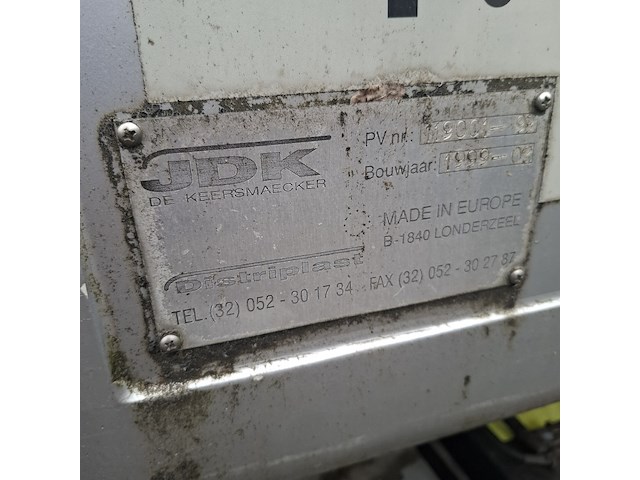 JDK
DE KEERSMAECKER
PV nr.:
Bouwjaar:
MADE IN EUROPE
B-1840 LONDERZEEL
Distriplast
TEL.(32) 052 - 30 17 34 FAX (32) 052 - 30 27 87